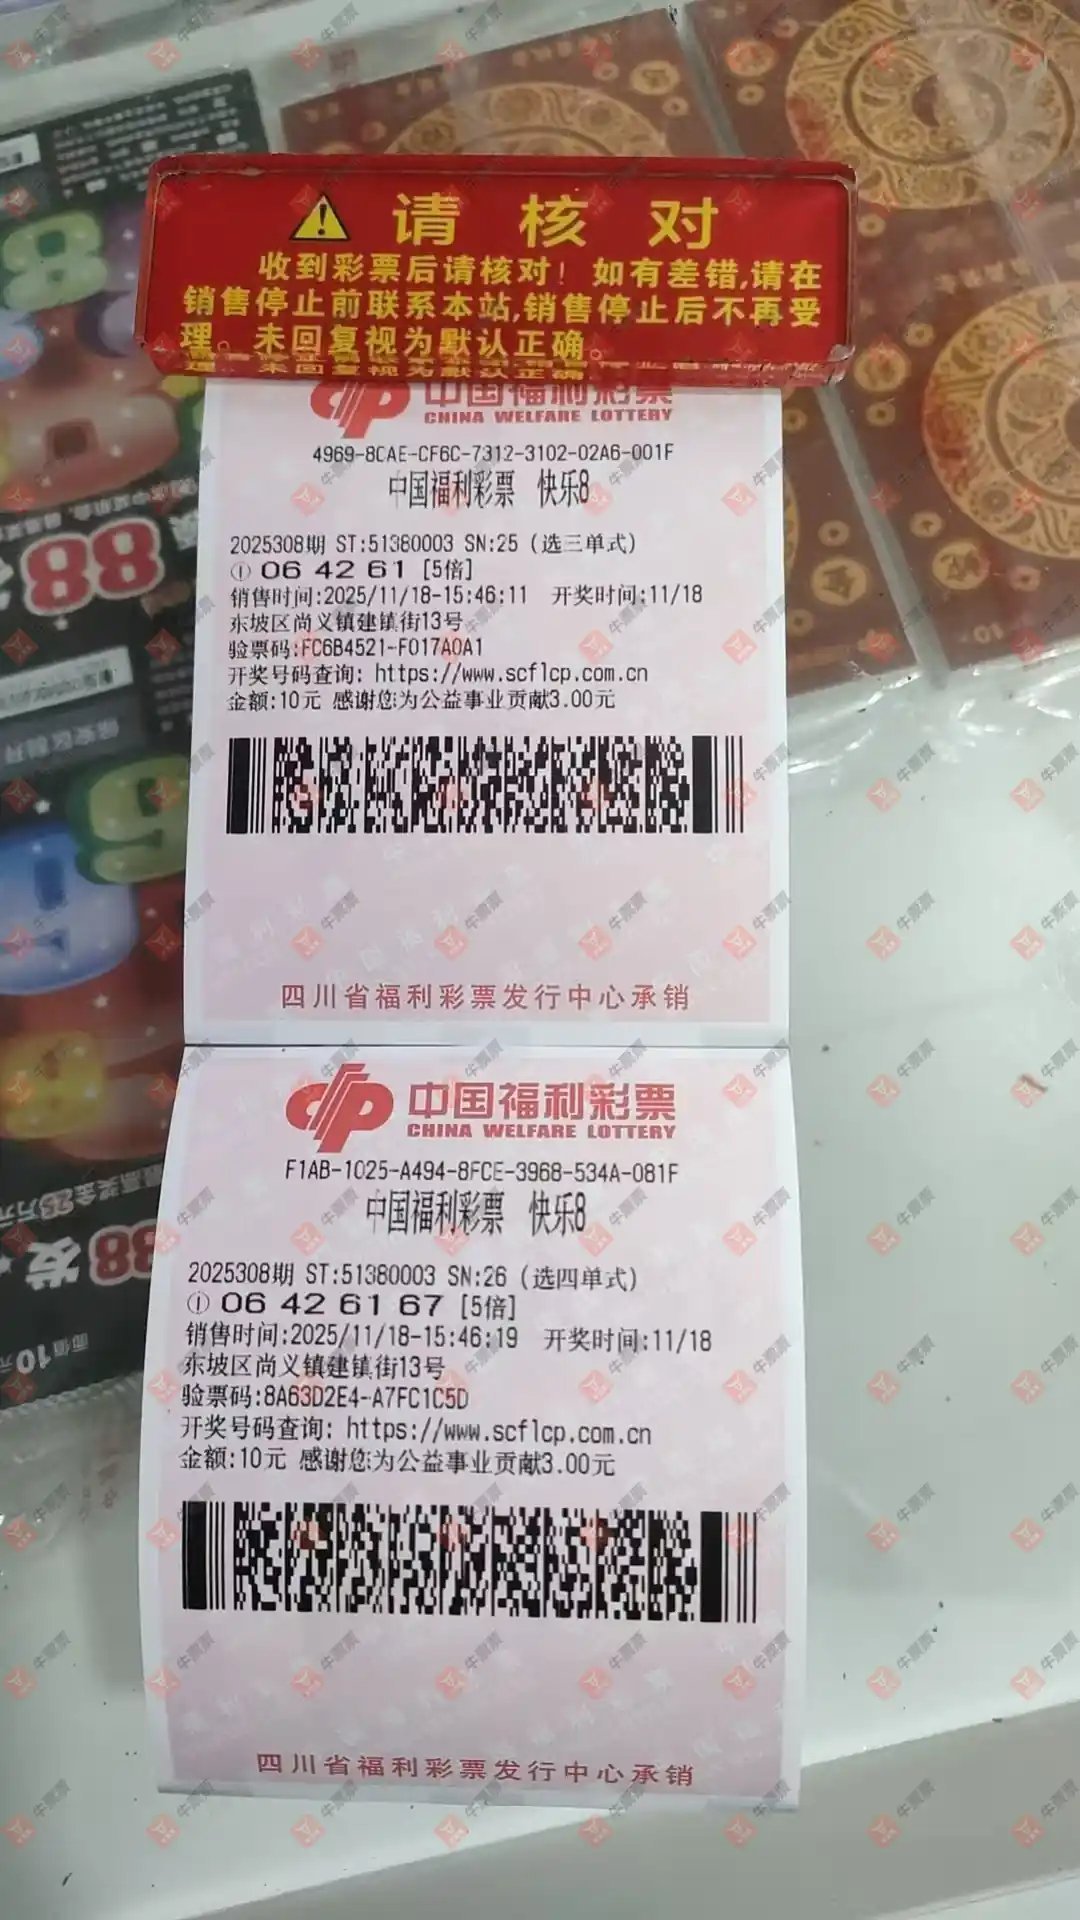 请核对
收到彩票后请核对！如有差错,请在
销售停止前联系本站,销售停止后不再受
理。未回复视为默认正确。
中国福利彩票
CHINA WELFARE LOTTERY
4969-8CAE-CF6C-7312-3102-02A6-001F
中国福利彩票 快乐8
2025308期 ST:51380003 SN:25 (选三单式)
① 06 42 61 [5倍]
销售时间:2025/11/18-15:46:11 开奖时间:11/18
东坡区尚义镇建镇街13号
验票码:FC6B4521-F017A0A1
开奖号码查询: https://www.scflcp.com.cn
金额:10元 感谢您为公益事业贡献3.00元
四川省福利彩票发行中心承销
中国福利彩票
CHINA WELFARE LOTTERY
F1AB-1025-A494-8FCE-3968-534A-081F
中国福利彩票 快乐8
2025308期 ST:51380003 SN:26 (选四单式)
① 06 42 61 67 [5倍]
销售时间:2025/11/18-15:46:19 开奖时间:11/18
东坡区尚义镇建镇街13号
验票码:8A63D2E4-A7FC1C5D
开奖号码查询: https://www.scflcp.com.cn
金额:10元 感谢您为公益事业贡献3.00元
四川省福利彩票发行中心承销
88
88发
面值10元
牛票票